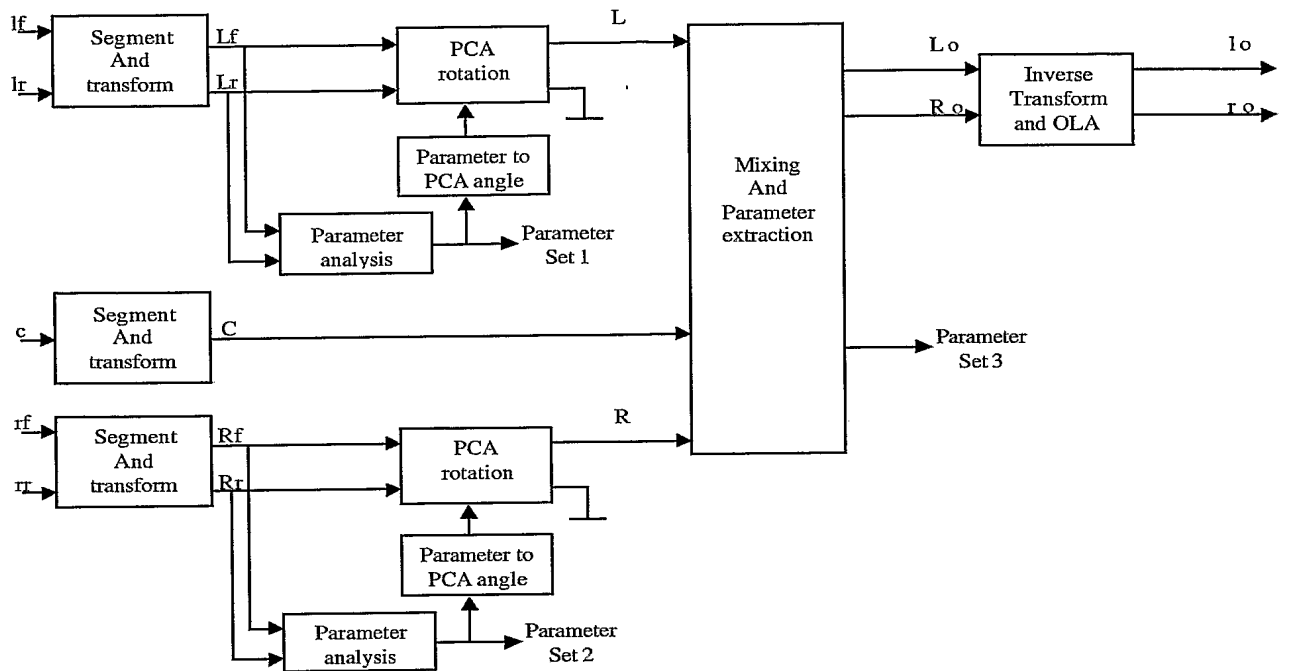 lf
lr
Segment
And
transform
Lf
Lr
PCA
rotation
L
Parameter to
PCA angle
Parameter
analysis
Parameter
Set 1
c
Segment
And
transform
C
rf
rr
Segment
And
transform
Rf
Rr
PCA
rotation
R
Parameter to
PCA angle
Parameter
analysis
Parameter
Set 2
Mixing
And
Parameter
extraction
Lo
Ro
Inverse
Transform
and OLA
lo
ro
Parameter
Set 3